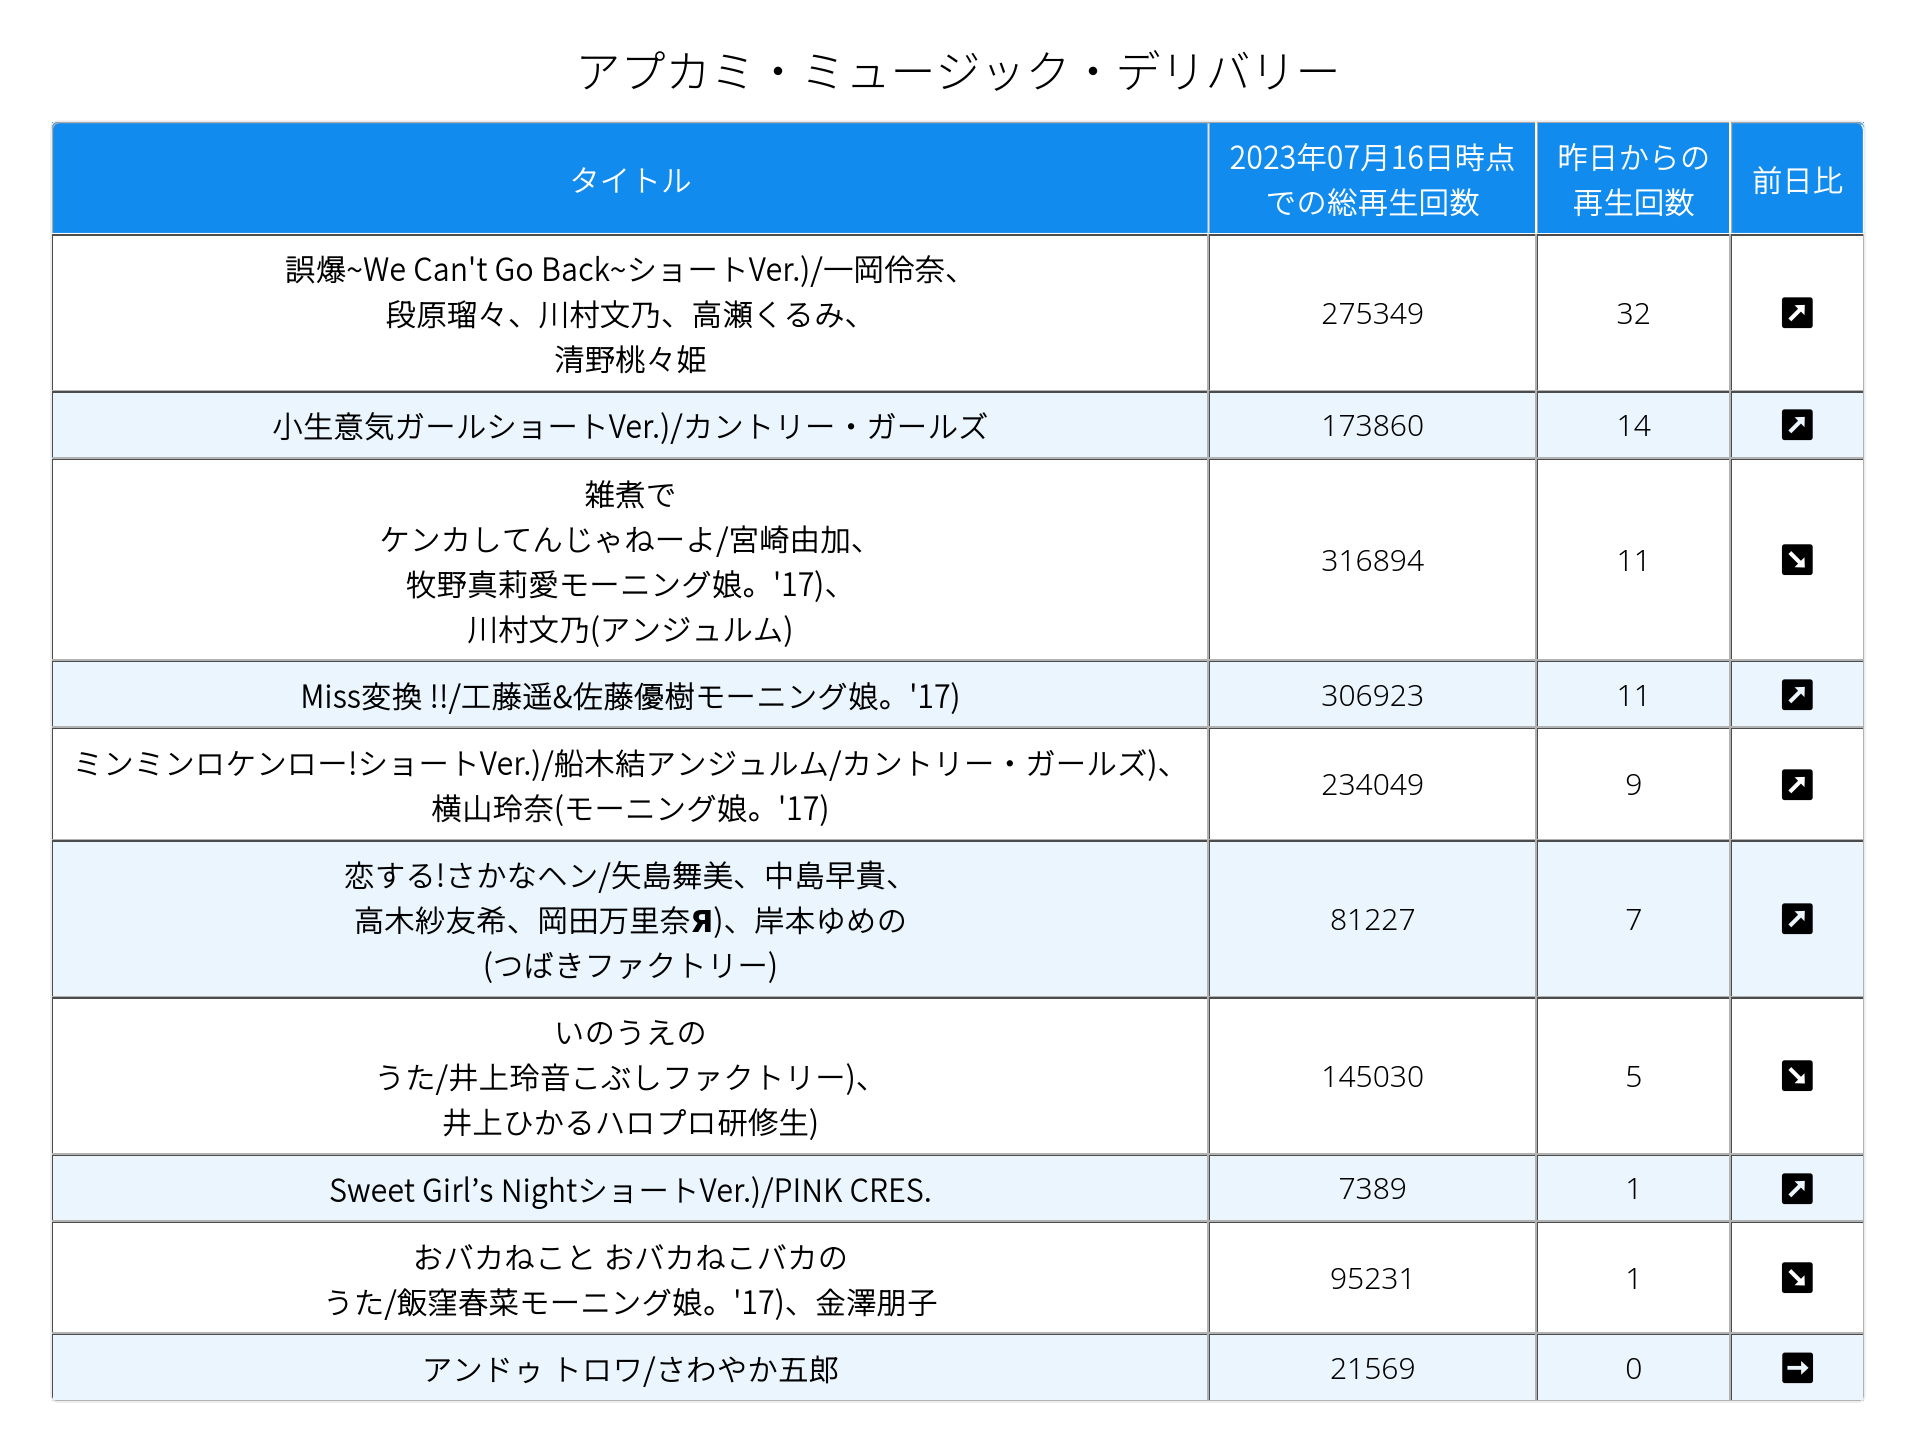 アプカミ・ミュージック・デリバリー
タイトル
2023年07月16日時点
での総再生回数
昨日からの
再生回数
前日比
誤爆~We Can't Go Back~ショートVer.)/一岡伶奈、
段原瑠々、川村文乃、高瀬くるみ、
清野桃々姫
275349
32
小生意気ガールショートVer.)/カントリー・ガールズ
173860
14
雑煮で
ケンカしてんじゃねーよ/宮崎由加、
牧野真莉愛モーニング娘。'17)、
川村文乃(アンジュルム)
316894
11
Miss変換 !!/工藤遥&佐藤優樹モーニング娘。'17)
306923
11
ミンミンロケンロー!ショートVer.)/船木結アンジュルム/カントリー・ガールズ)、
横山玲奈(モーニング娘。'17)
234049
9
恋する!さかなヘン/矢島舞美、中島早貴、
高木紗友希、岡田万里奈Я)、岸本ゆめの
(つばきファクトリー)
81227
7
いのうえの
うた/井上玲音こぶしファクトリー)、
井上ひかるハロプロ研修生)
145030
5
Sweet Girl’s NightショートVer.)/PINK CRES.
7389
1
おバカねこと おバカねこバカの
うた/飯窪春菜モーニング娘。'17)、金澤朋子
95231
1
アンドゥ トロワ/さわやか五郎
21569
0